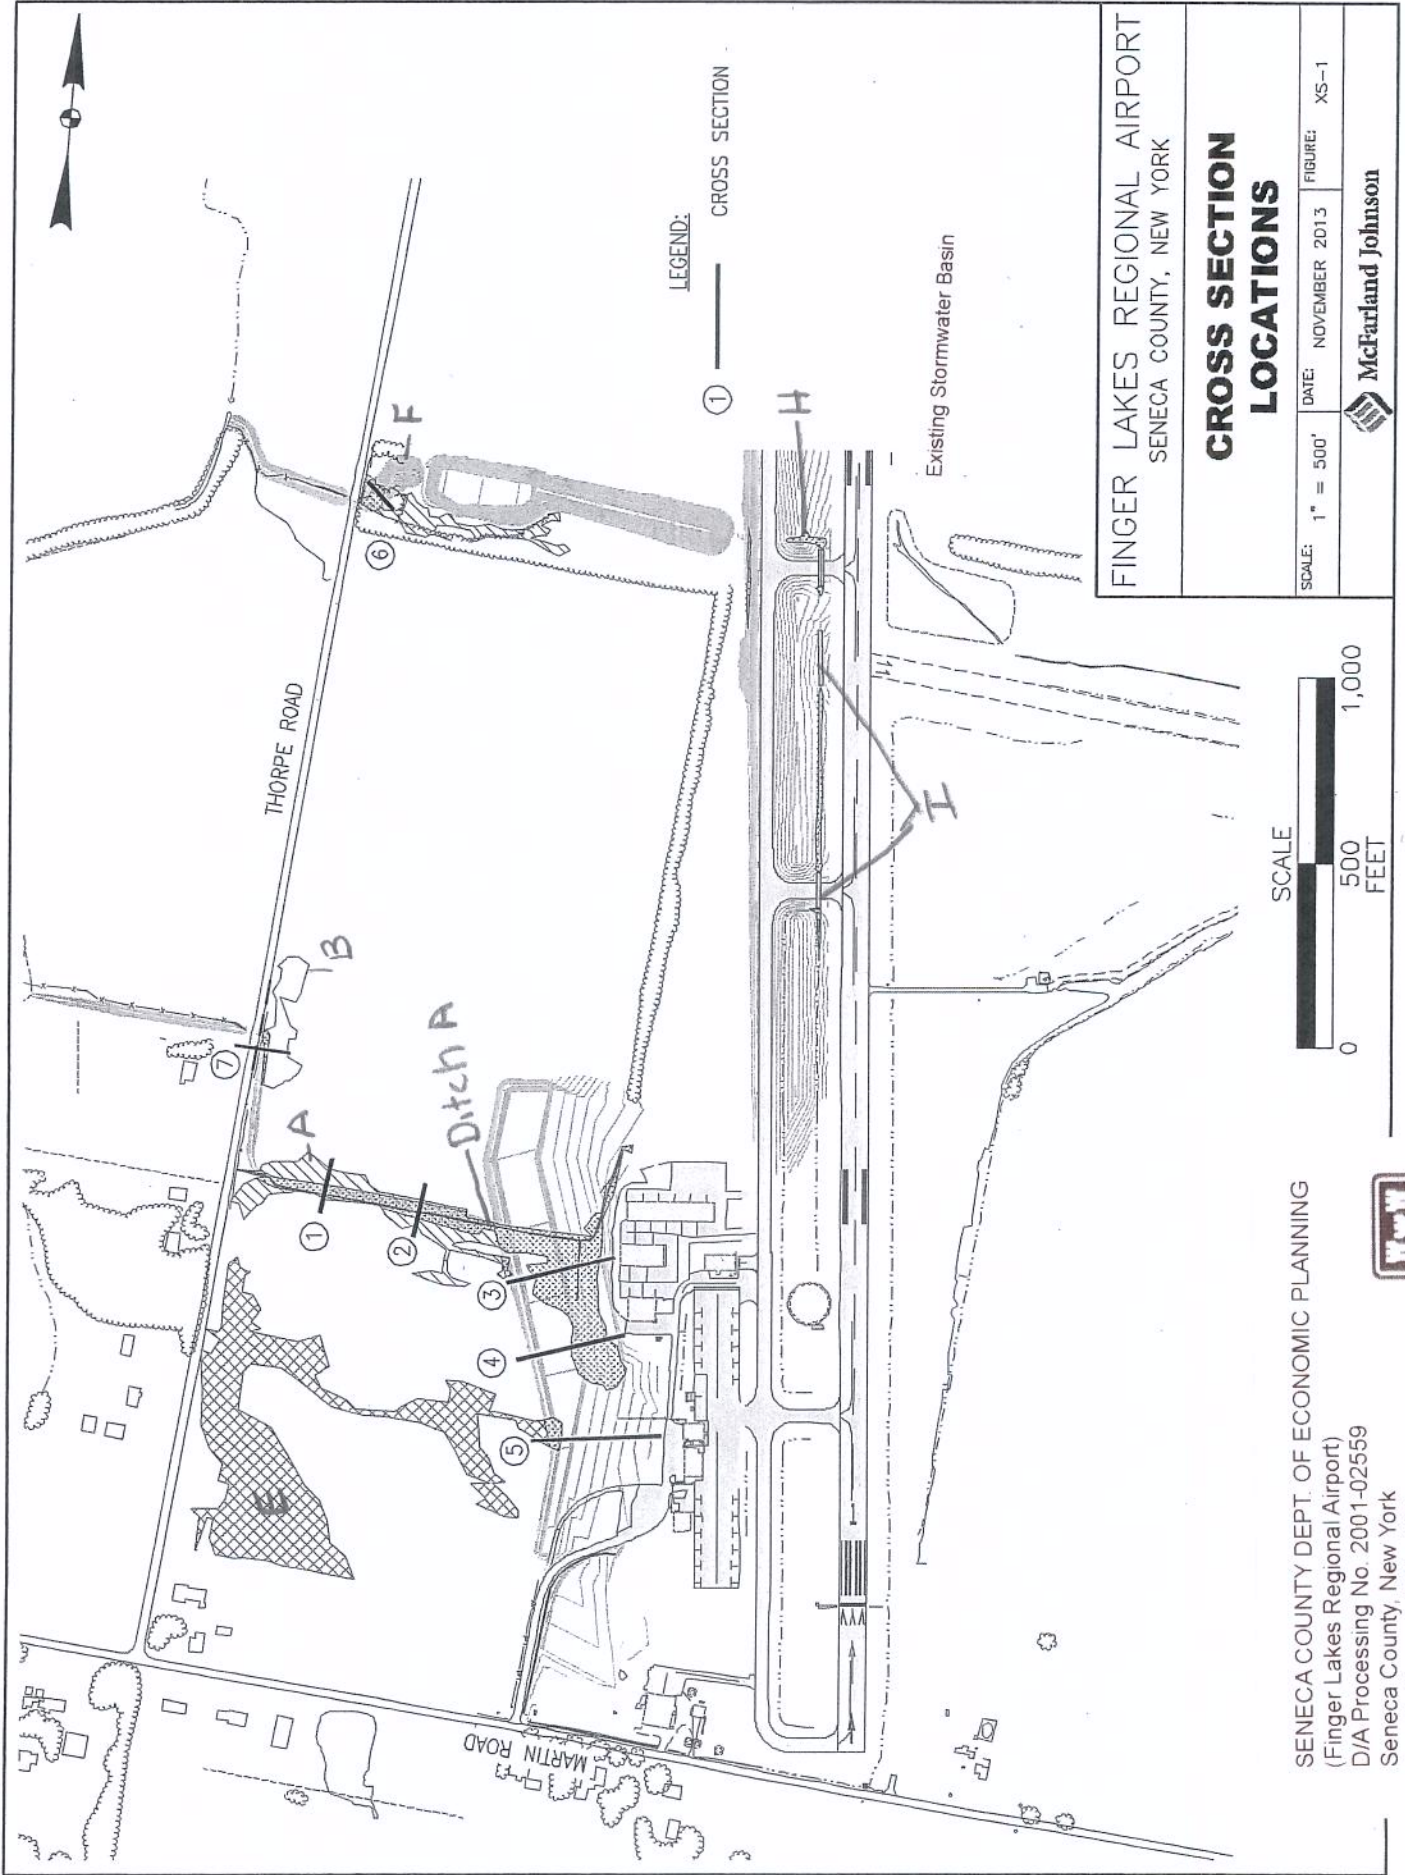 THORPE ROAD
MARTIN ROAD
A
B
Ditch A
E
F
H
I
1
2
3
4
5
6
7
11
LEGEND:
1 CROSS SECTION
Existing Stormwater Basin
SCALE
0 500 1,000
FEET
SENECA COUNTY DEPT. OF ECONOMIC PLANNING
(Finger Lakes Regional Airport)
D/A Processing No. 2001-02559
Seneca County, New York
FINGER LAKES REGIONAL AIRPORT
SENECA COUNTY, NEW YORK
CROSS SECTION
LOCATIONS
SCALE: 1" = 500' DATE: NOVEMBER 2013 FIGURE: XS-1
McFarland Johnson